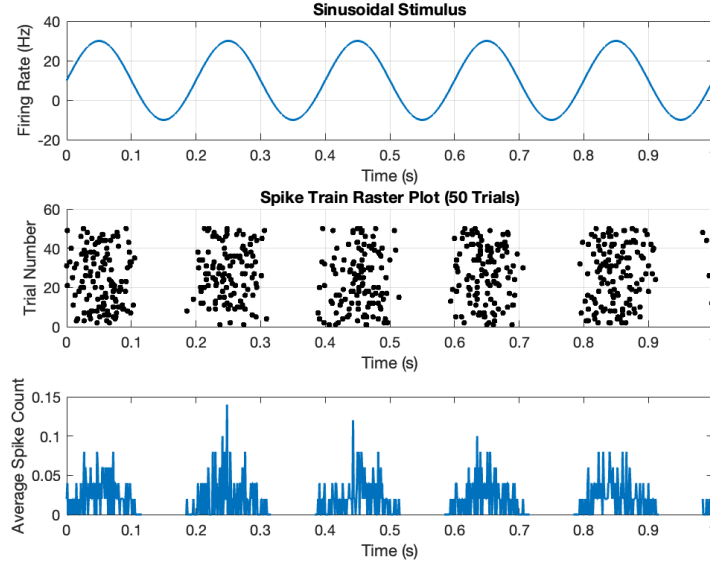 Sinusoidal Stimulus
Firing Rate (Hz)
40
20
0
-20
0 0.1 0.2 0.3 0.4 0.5 0.6 0.7 0.8 0.9
Time (s)
Spike Train Raster Plot (50 Trials)
Trial Number
60
40
20
0
0 0.1 0.2 0.3 0.4 0.5 0.6 0.7 0.8 0.9
Time (s)
Average Spike Count
0.15
0.1
0.05
0
0 0.1 0.2 0.3 0.4 0.5 0.6 0.7 0.8 0.9
Time (s)